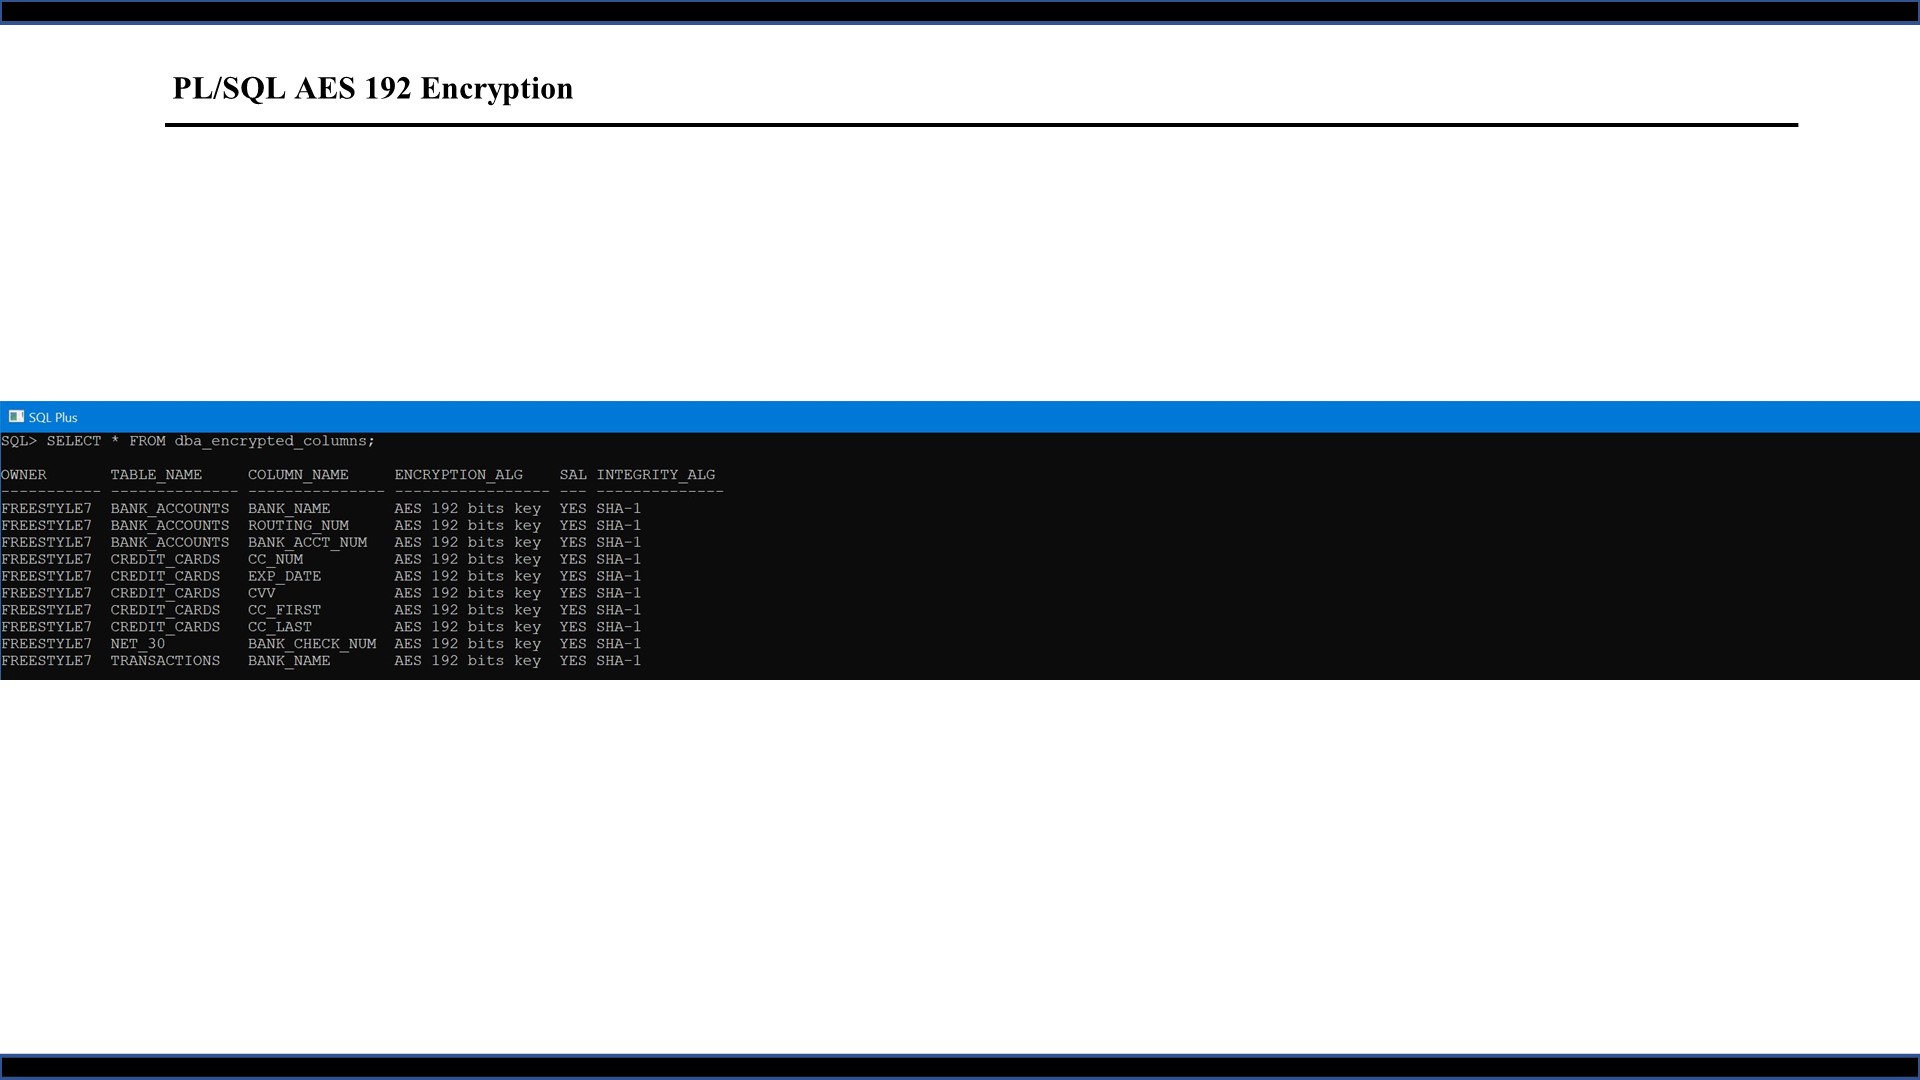 PL/SQL AES 192 Encryption
SQL Plus
SQL> SELECT * FROM dba_encrypted_columns;
OWNER       TABLE_NAME     COLUMN_NAME     ENCRYPTION_ALG    SAL INTEGRITY_ALG
----------- -------------- --------------- ----------------- --- --------------
FREESTYLE7  BANK_ACCOUNTS  BANK_NAME       AES 192 bits key  YES SHA-1
FREESTYLE7  BANK_ACCOUNTS  ROUTING_NUM     AES 192 bits key  YES SHA-1
FREESTYLE7  BANK_ACCOUNTS  BANK_ACCT_NUM   AES 192 bits key  YES SHA-1
FREESTYLE7  CREDIT_CARDS   CC_NUM          AES 192 bits key  YES SHA-1
FREESTYLE7  CREDIT_CARDS   EXP_DATE        AES 192 bits key  YES SHA-1
FREESTYLE7  CREDIT_CARDS   CVV             AES 192 bits key  YES SHA-1
FREESTYLE7  CREDIT_CARDS   CC_FIRST        AES 192 bits key  YES SHA-1
FREESTYLE7  CREDIT_CARDS   CC_LAST         AES 192 bits key  YES SHA-1
FREESTYLE7  NET_30         BANK_CHECK_NUM  AES 192 bits key  YES SHA-1
FREESTYLE7  TRANSACTIONS   BANK_NAME       AES 192 bits key  YES SHA-1